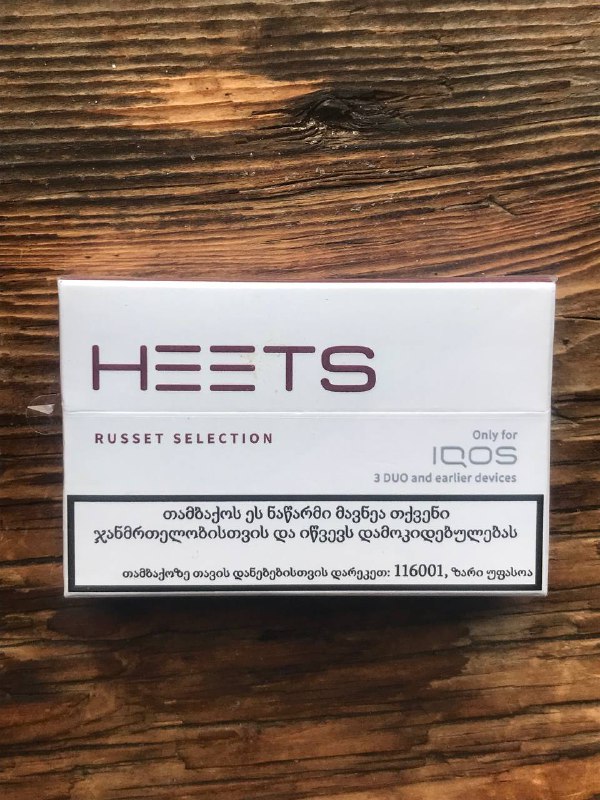 HEETS
RUSSET SELECTION
Only for
IQOS
3 DUO and earlier devices
თამბაქოს ეს ნაწარმი მავნეა თქვენი
ჯანმრთელობისთვის და იწვევს დამოკიდებულებას
თამბაქოზე თავის დანებებისთვის დარეკეთ: 116001, ზარი უფასოა